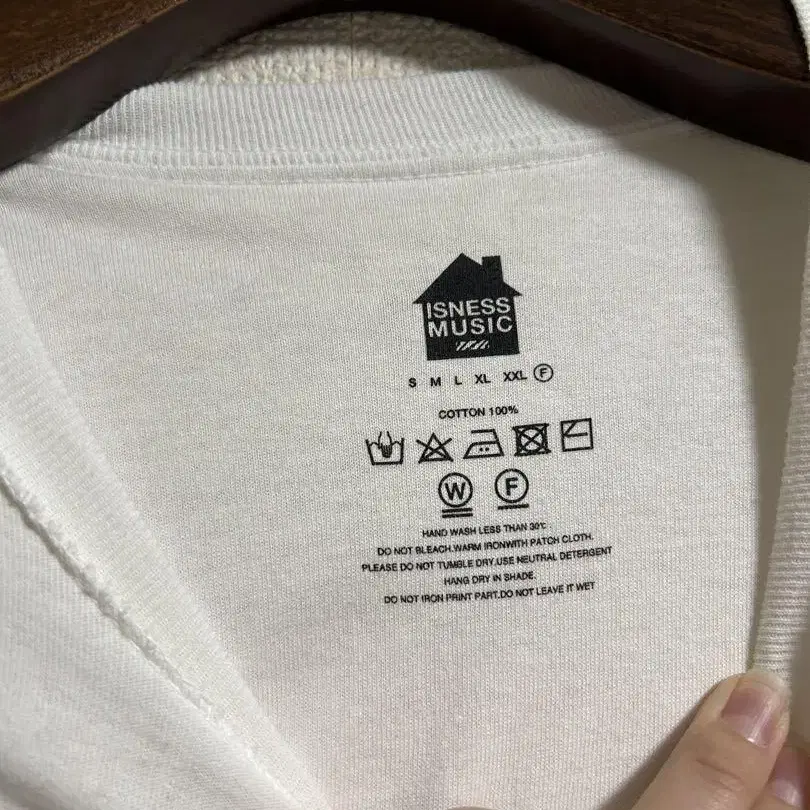 ISNESS
MUSIC
S M L XL XXL F
COTTON 100%
W F
HAND WASH LESS THAN 30℃.
DO NOT BLEACH.WARM IRONWITH PATCH CLOTH.
PLEASE DO NOT TUMBLE DRY.USE NEUTRAL DETERGENT
HANG DRY IN SHADE.
DO NOT IRON PRINT PART.DO NOT LEAVE IT WET